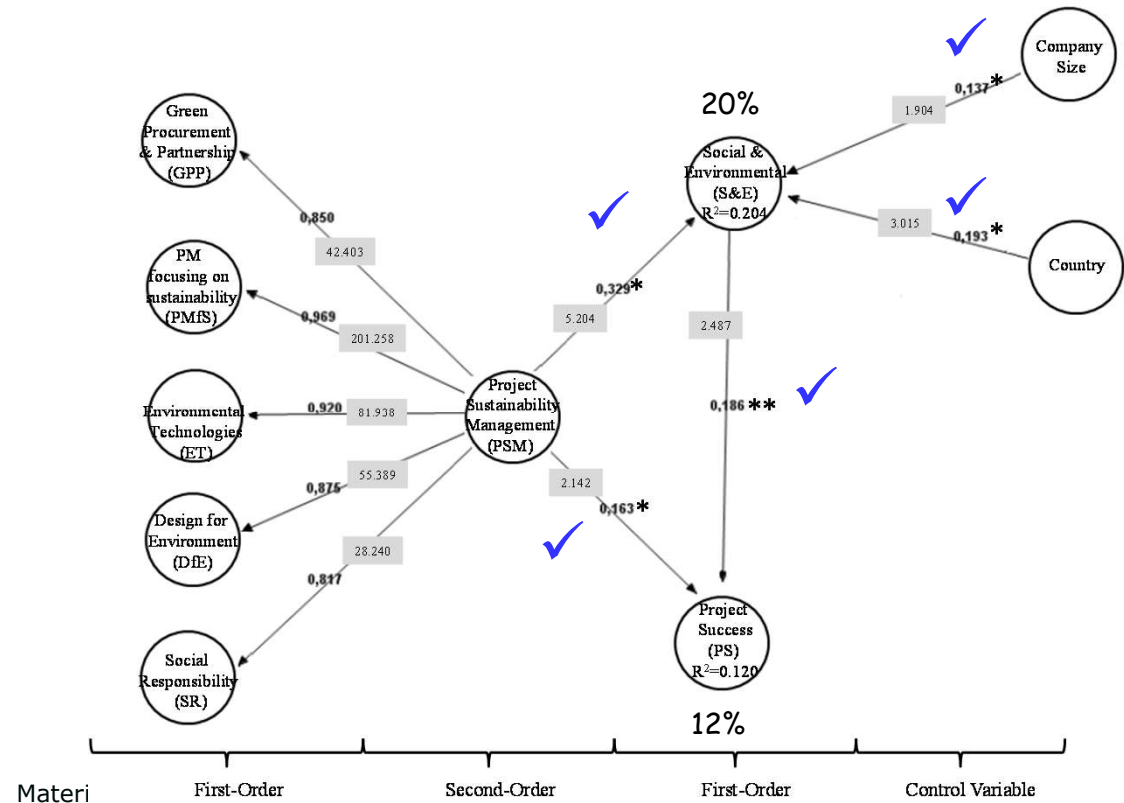 Green
Procurement
& Partnership
(GPP)
0,850
42.403
PM
focusing on
sustainability
(PMfS)
0,969
201.258
Environmental
Technologies
(ET)
0,920
81.938
Design for
Environment
(DfE)
0,875
55.389
Social
Responsibility
(SR)
0,817
28.240
Project
Sustainability
Management
(PSM)
0,329*
5.204
2.142
0,163*
20%
Social &
Environmental
(S&E)
R²=0.204
2.487
0,186**
Project
Success
(PS)
R²=0.120
12%
Company
Size
0,137*
1.904
Country
3.015
0,193*
First-Order
Second-Order
First-Order
Control Variable
Materi